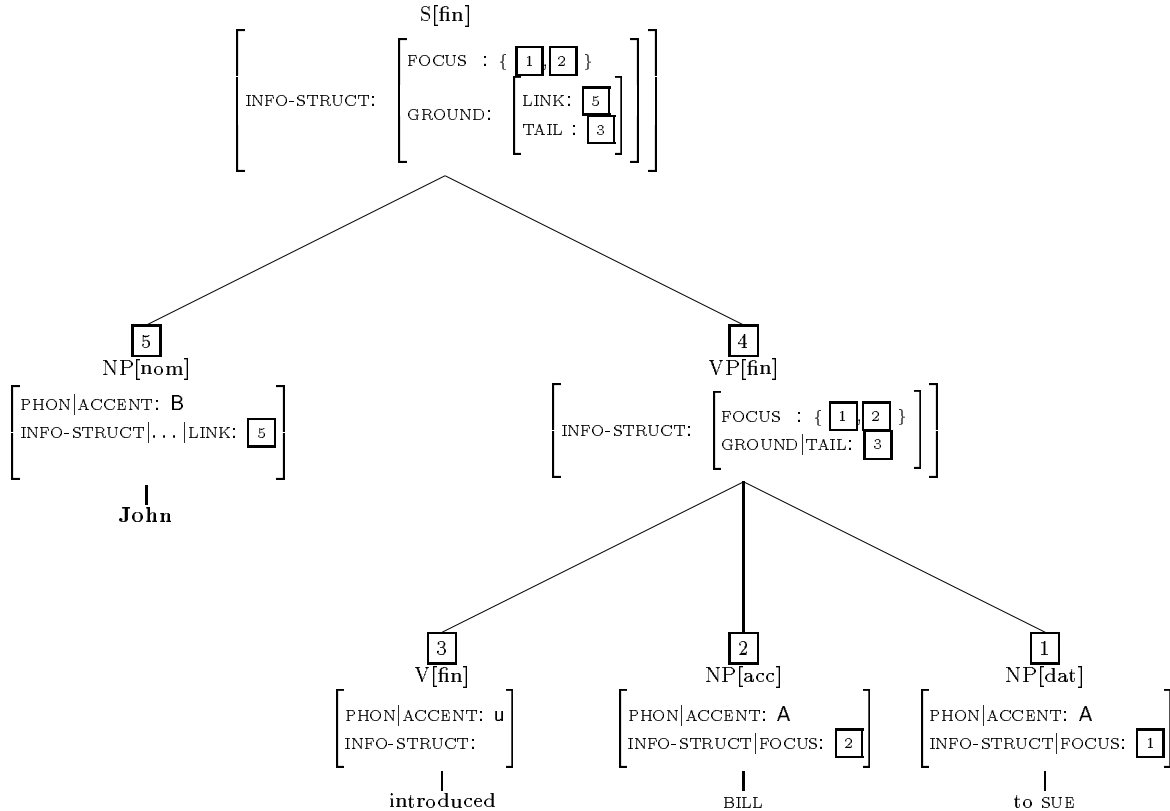 S[fin]
FOCUS : { 1, 2 }
INFO-STRUCT: GROUND: LINK: 5
TAIL : 3
5 4
NP[nom] VP[fin]
PHON|ACCENT: B
INFO-STRUCT|...|LINK: 5
FOCUS : { 1, 2 }
INFO-STRUCT: GROUND|TAIL: 3
John
3 2 1
V[fin] NP[acc] NP[dat]
PHON|ACCENT: u PHON|ACCENT: A PHON|ACCENT: A
INFO-STRUCT: INFO-STRUCT|FOCUS: 2 INFO-STRUCT|FOCUS: 1
introduced BILL to SUE